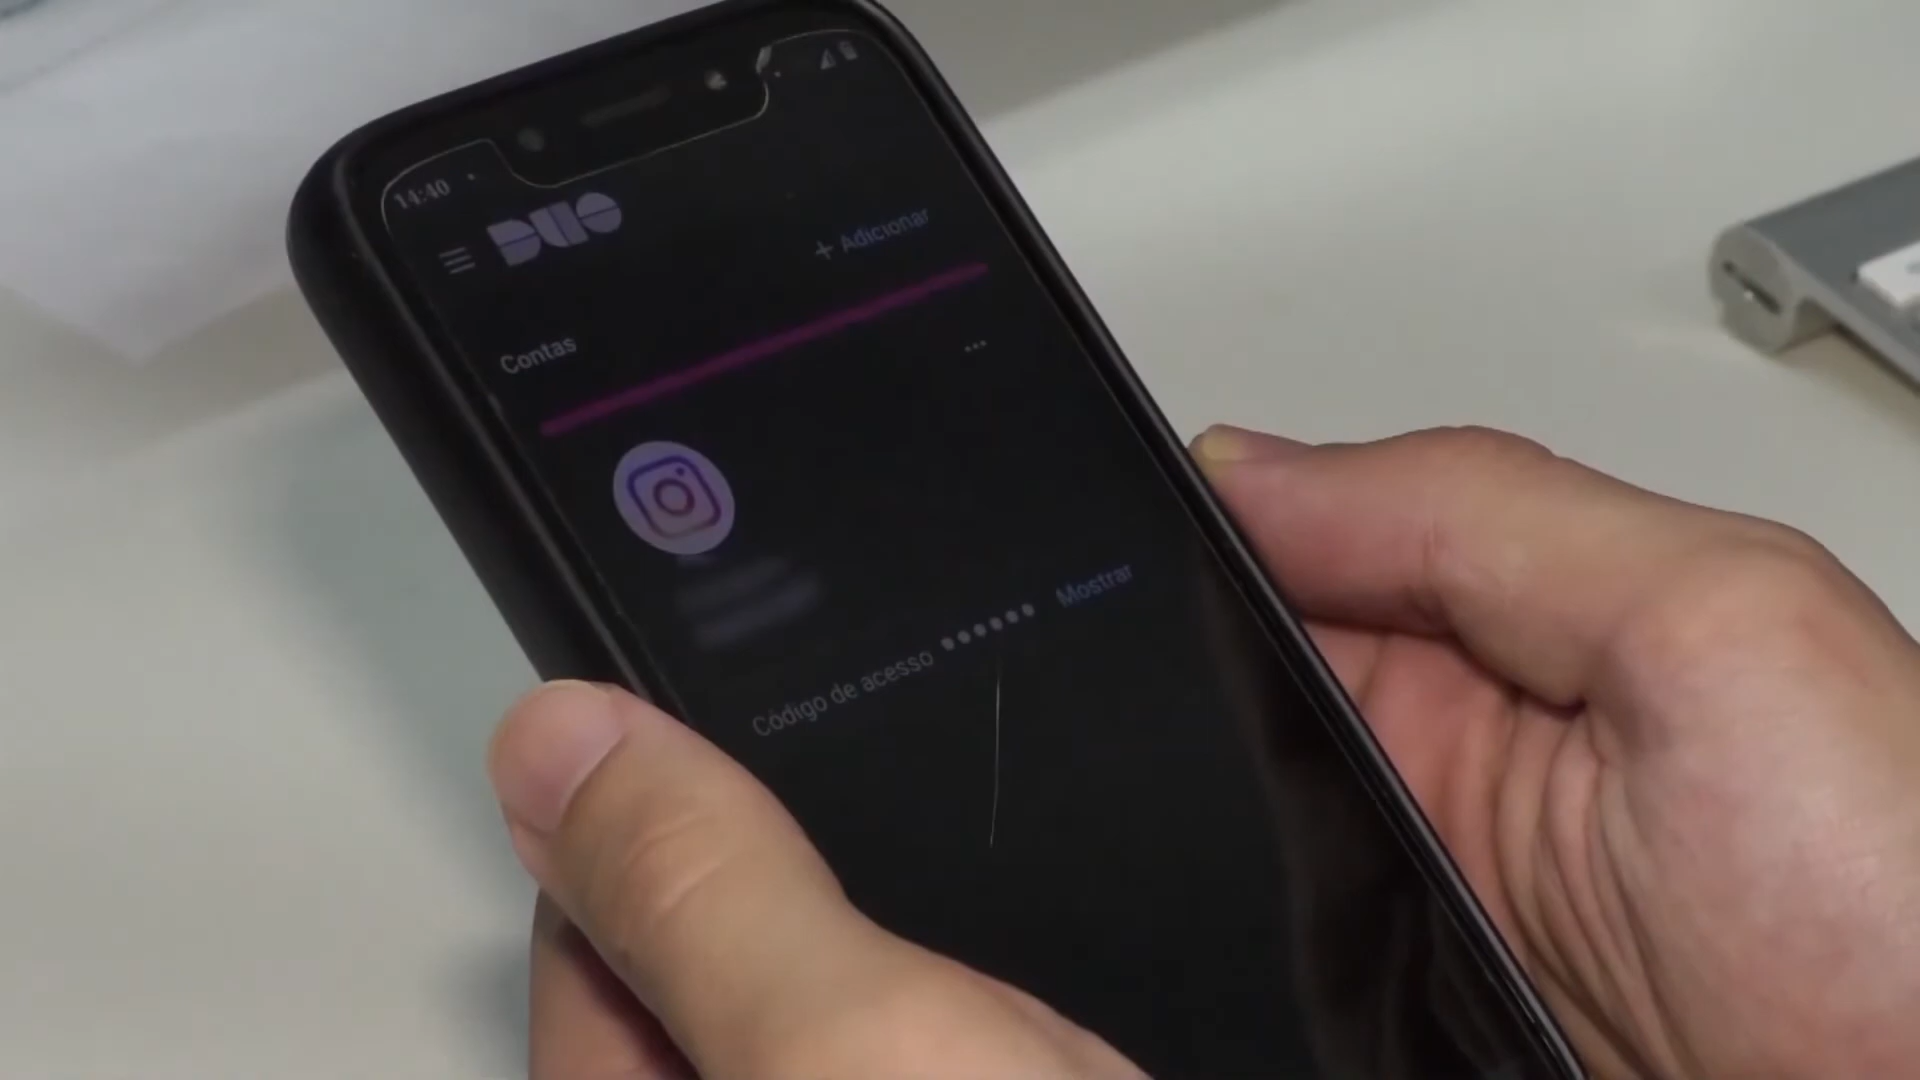 14:40
DUO
+ Adicionar
Contas
...
Código de acesso •••••• Mostrar